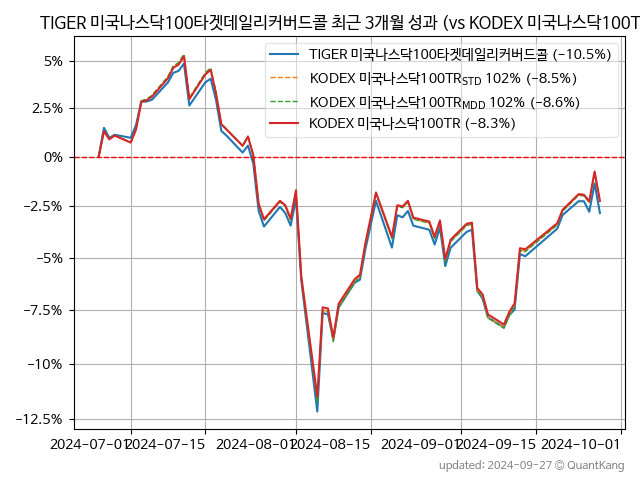 TIGER 미국나스닥100타겟데일리커버드콜 최근 3개월 성과 (vs KODEX 미국나스닥100T
TIGER 미국나스닥100타겟데일리커버드콜 (−10.5%)
KODEX 미국나스닥100TRSTD 102% (−8.5%)
KODEX 미국나스닥100TRMDD 102% (−8.6%)
KODEX 미국나스닥100TR (−8.3%)
5%
2.5%
0%
−2.5%
−5%
−7.5%
−10%
−12.5%
2024-07-01 2024-07-15 2024-08-01 2024-08-15 2024-09-01 2024-09-15 2024-10-01
updated: 2024-09-27 © QuantKang